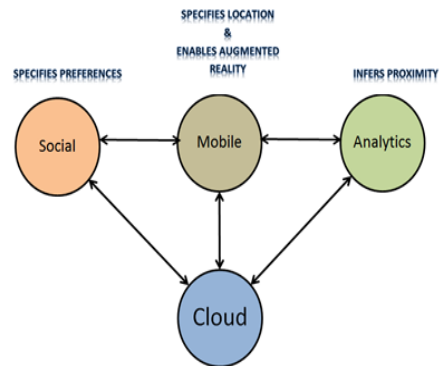 SPECIFIES LOCATION
&
ENABLES AUGMENTED
REALITY
SPECIFIES PREFERENCES
INFERS PROXIMITY
Social
Mobile
Analytics
Cloud